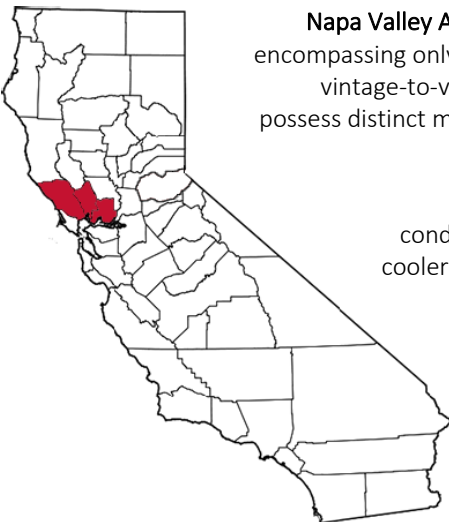 Napa Valley A
encompassing only
vintage-to-v
possess distinct m
cond
cooler